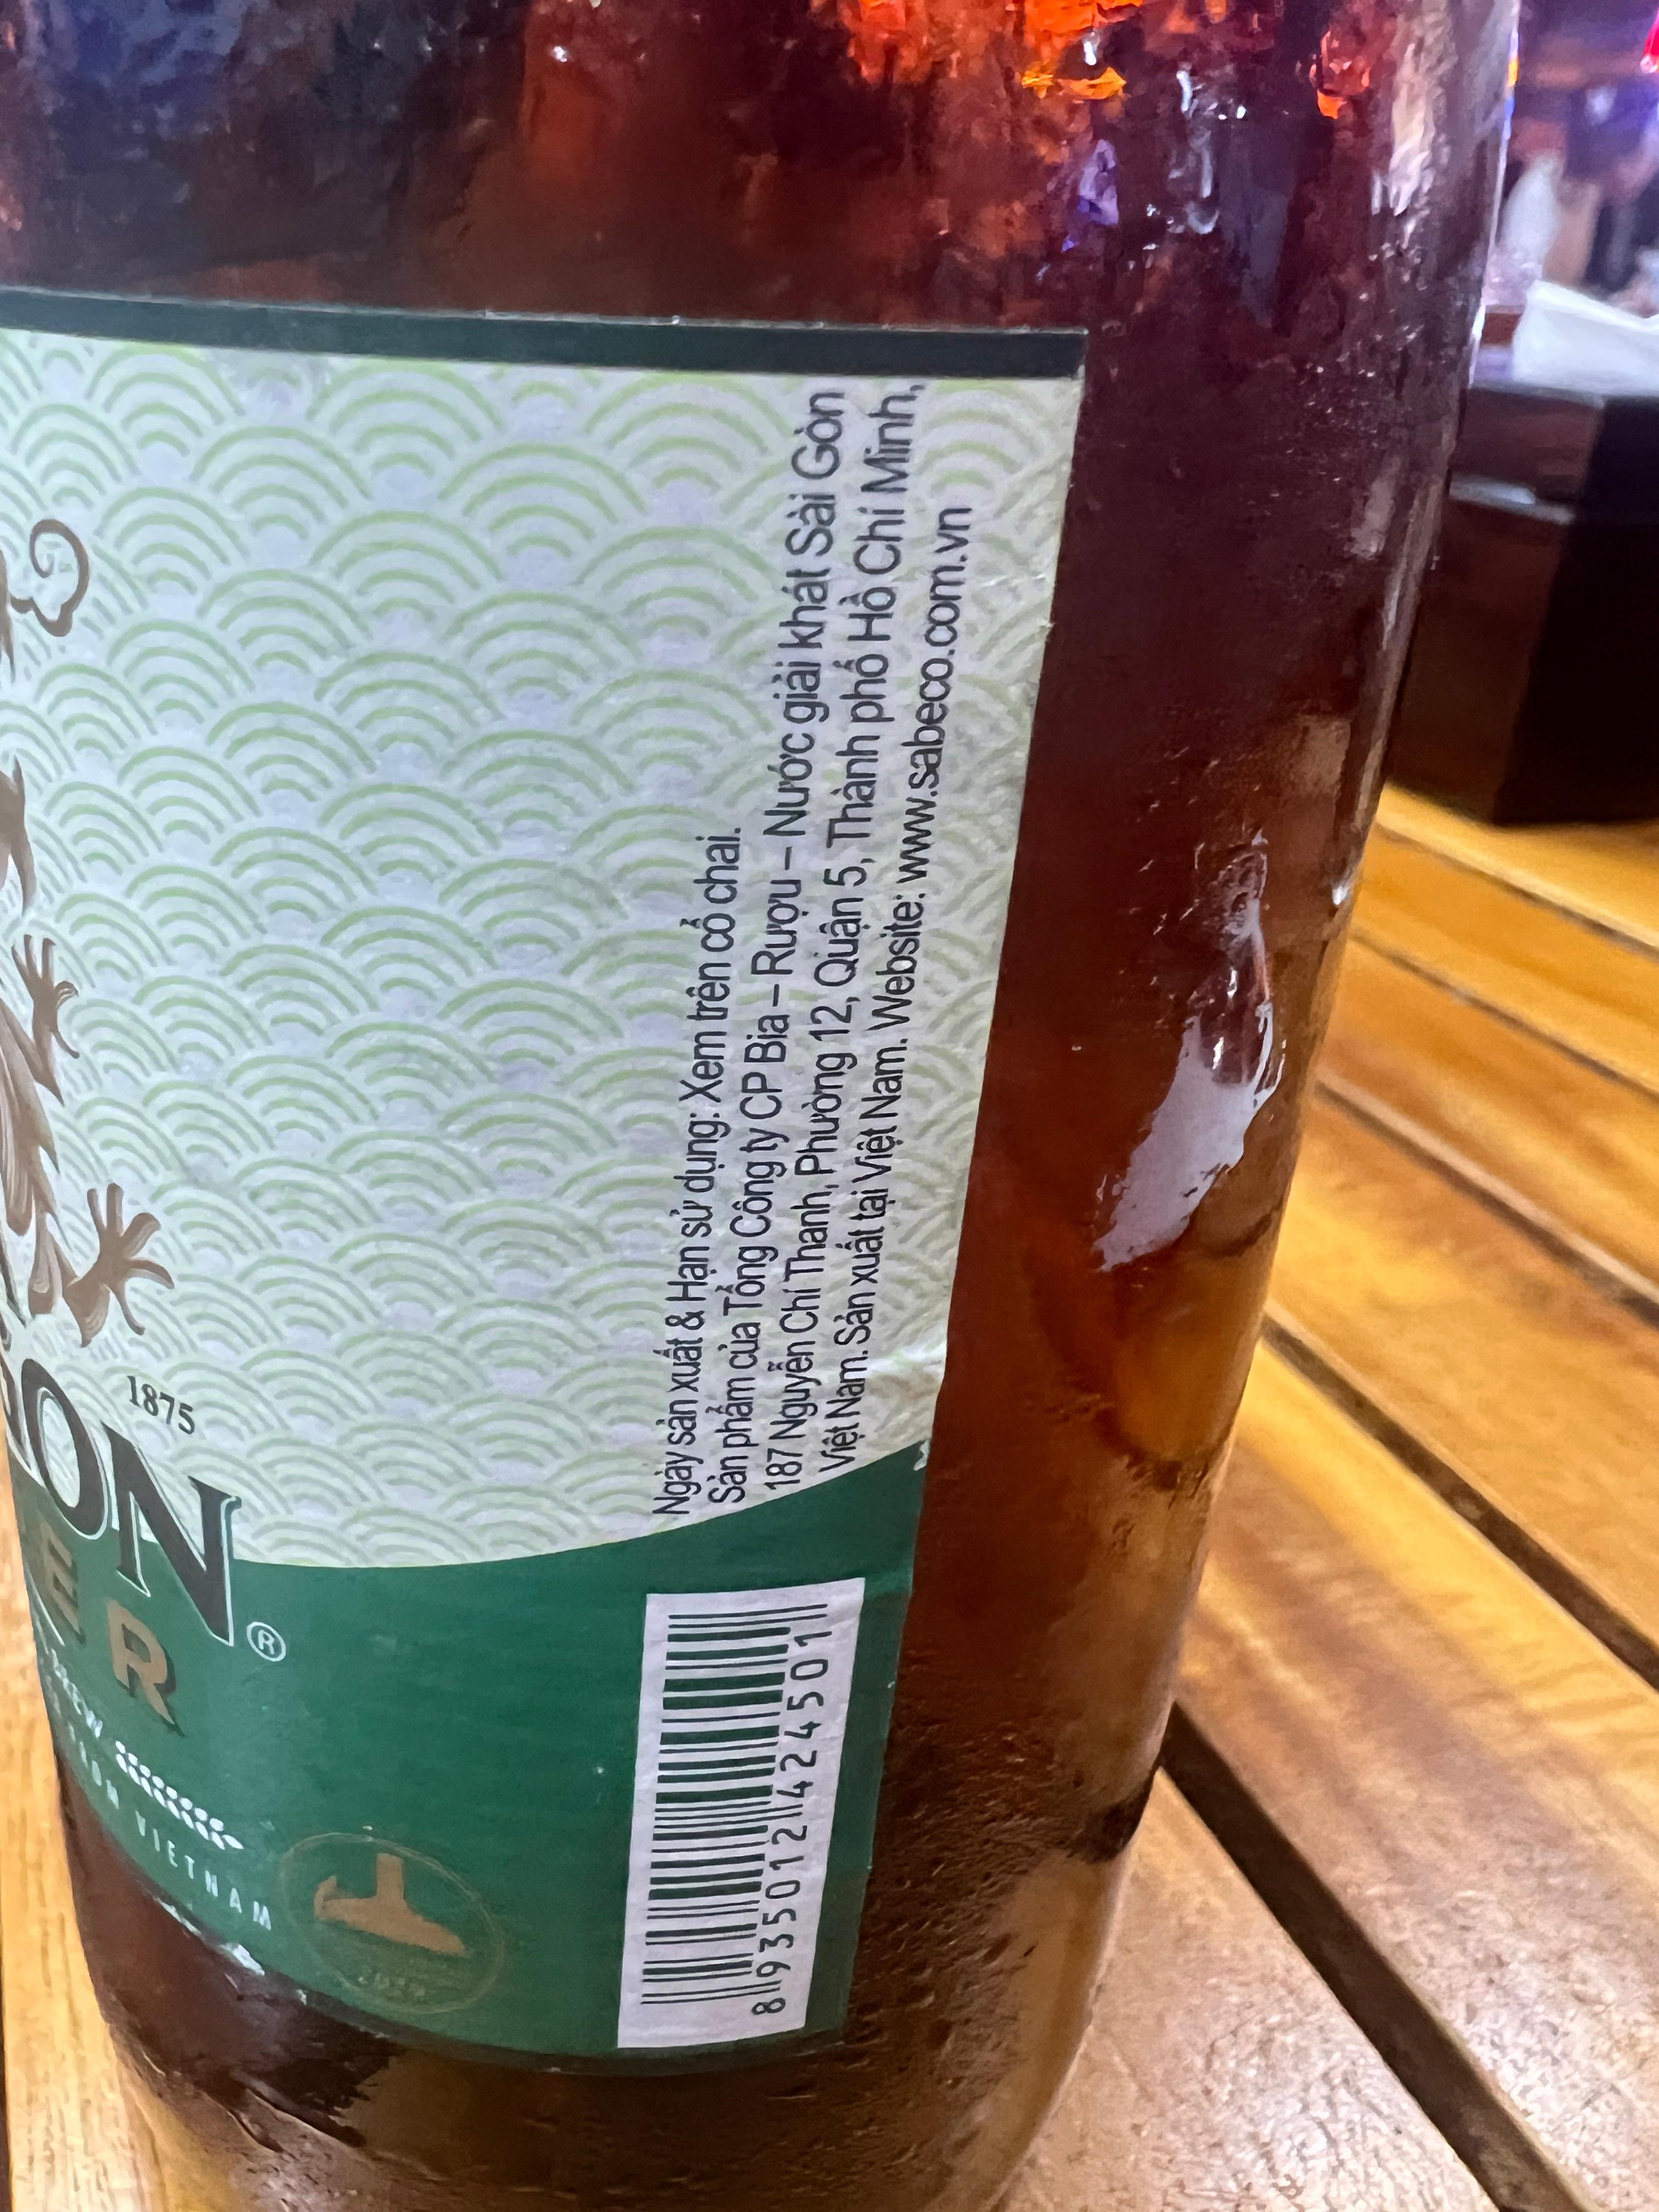 ON
1875
ER
®
BREW
VIETNAM
Ngày sản xuất & Hạn sử dụng: Xem trên cổ chai.
Sản phẩm của Tổng Công ty CP Bia – Rượu – Nước giải khát Sài Gòn
187 Nguyễn Chí Thanh, Phường 12, Quận 5, Thành phố Hồ Chí Minh,
Việt Nam. Sản xuất tại Việt Nam. Website: www.sabeco.com.vn
8 935012 424501